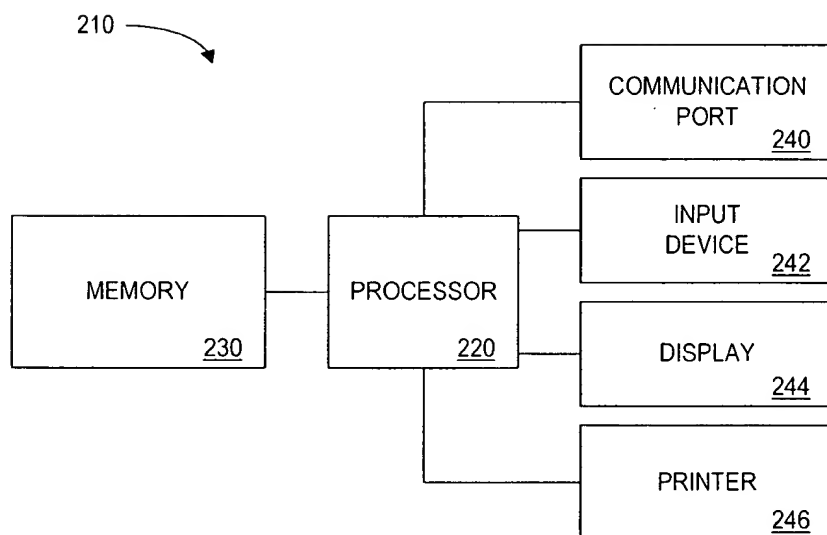 210
COMMUNICATION
PORT
240
INPUT
DEVICE
242
MEMORY
230
PROCESSOR
220
DISPLAY
244
PRINTER
246